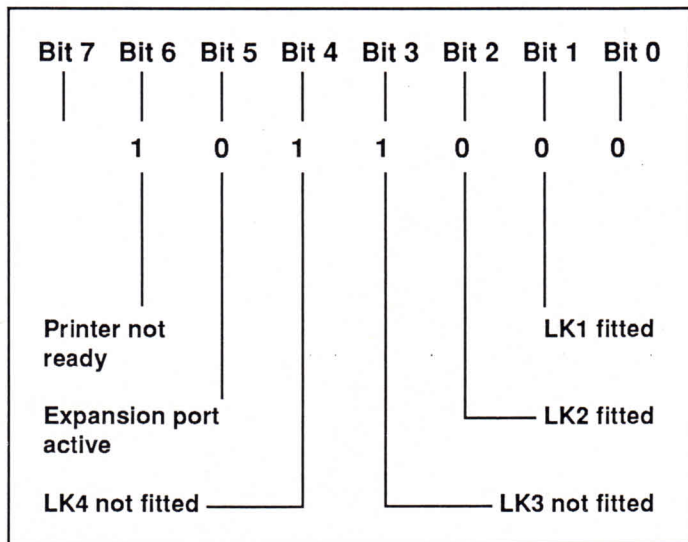 Bit 7 Bit 6 Bit 5 Bit 4 Bit 3 Bit 2 Bit 1 Bit 0
1 0 1 1 0 0 0
Printer not
ready
LK1 fitted
Expansion port
active
LK2 fitted
LK4 not fitted
LK3 not fitted